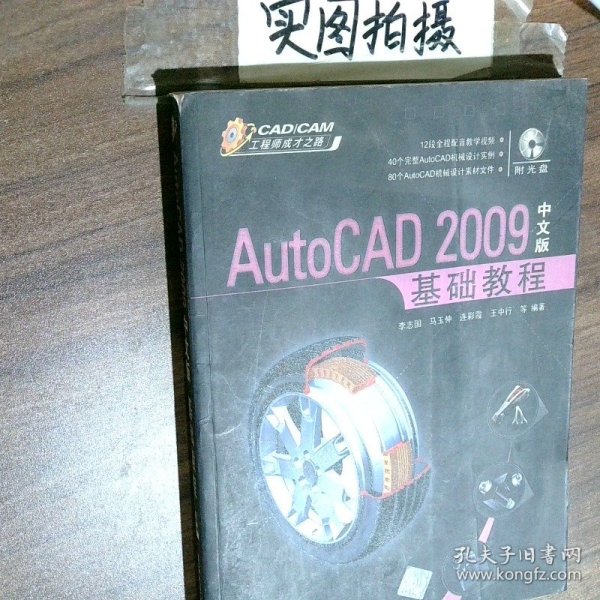 实图拍摄
CAD/CAM
工程师成才之路
12段全程配音教学视频
40个完整AutoCAD机械设计实例
80个AutoCAD机械设计素材文件
附光盘
AutoCAD 2009
中文版
基础教程
李志国 马玉仲 连彩霞 王中行 等 编著
孔夫子旧书网
www.kongfz.com